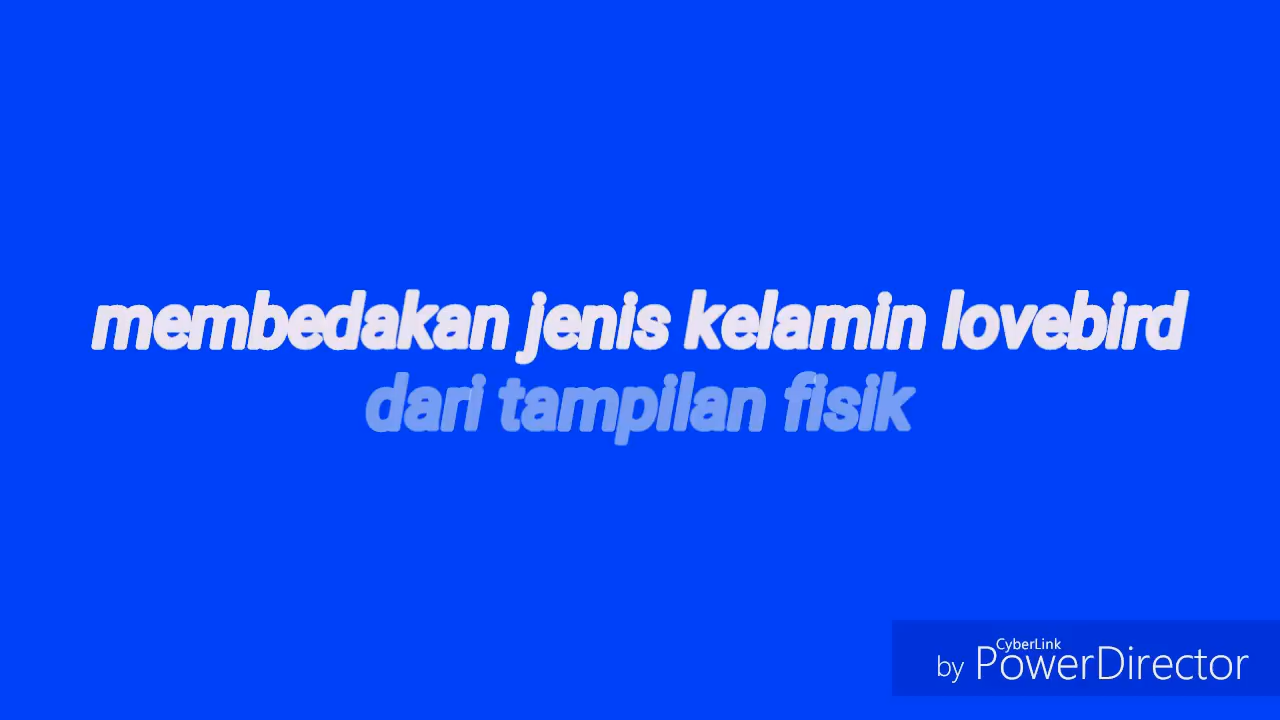 membedakan jenis kelamin lovebird
dari tampilan fisik
CyberLink
by PowerDirector